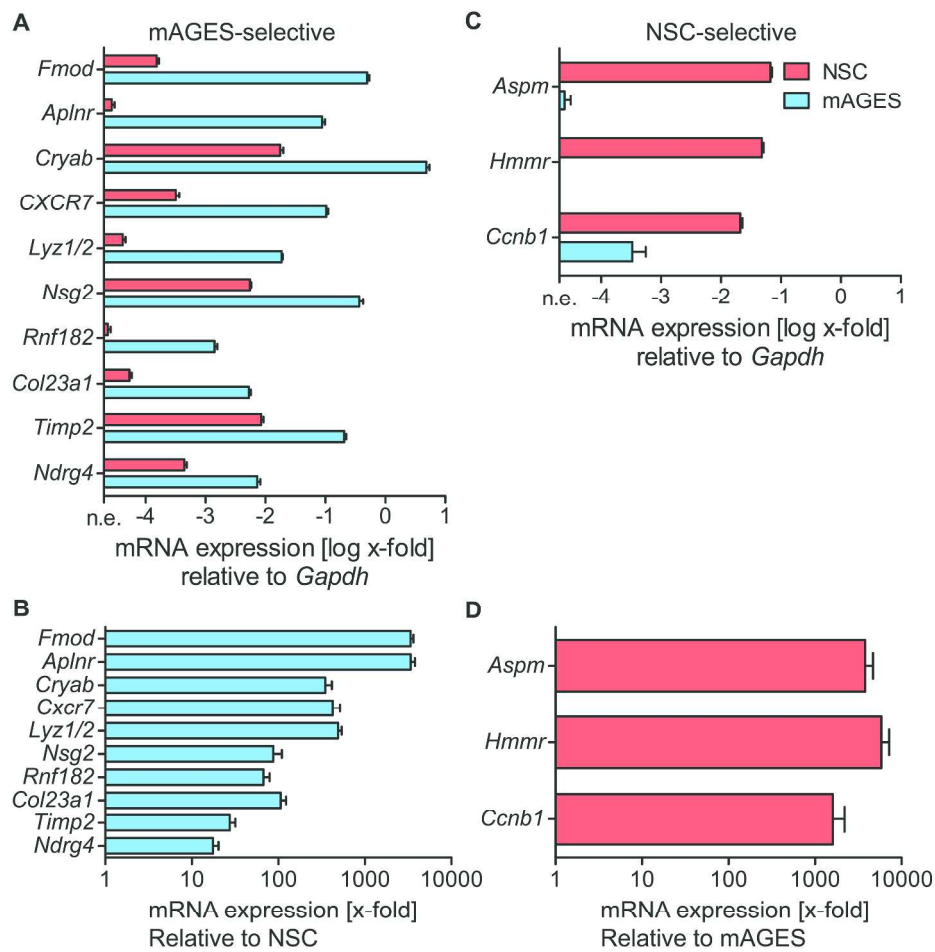 A
mAGES-selective
Fmod
Aplnr
Cryab
CXCR7
Lyz1/2
Nsg2
Rnf182
Col23a1
Timp2
Ndrg4
n.e. -4 -3 -2 -1 0 1
mRNA expression [log x-fold]
relative to Gapdh
C
NSC-selective
NSC
mAGES
Aspm
Hmmr
Ccnb1
n.e. -4 -3 -2 -1 0 1
mRNA expression [log x-fold]
relative to Gapdh
B
Fmod
Aplnr
Cryab
Cxcr7
Lyz1/2
Nsg2
Rnf182
Col23a1
Timp2
Ndrg4
1 10 100 1000 10000
mRNA expression [x-fold]
Relative to NSC
D
Aspm
Hmmr
Ccnb1
1 10 100 1000 10000
mRNA expression [x-fold]
Relative to mAGES